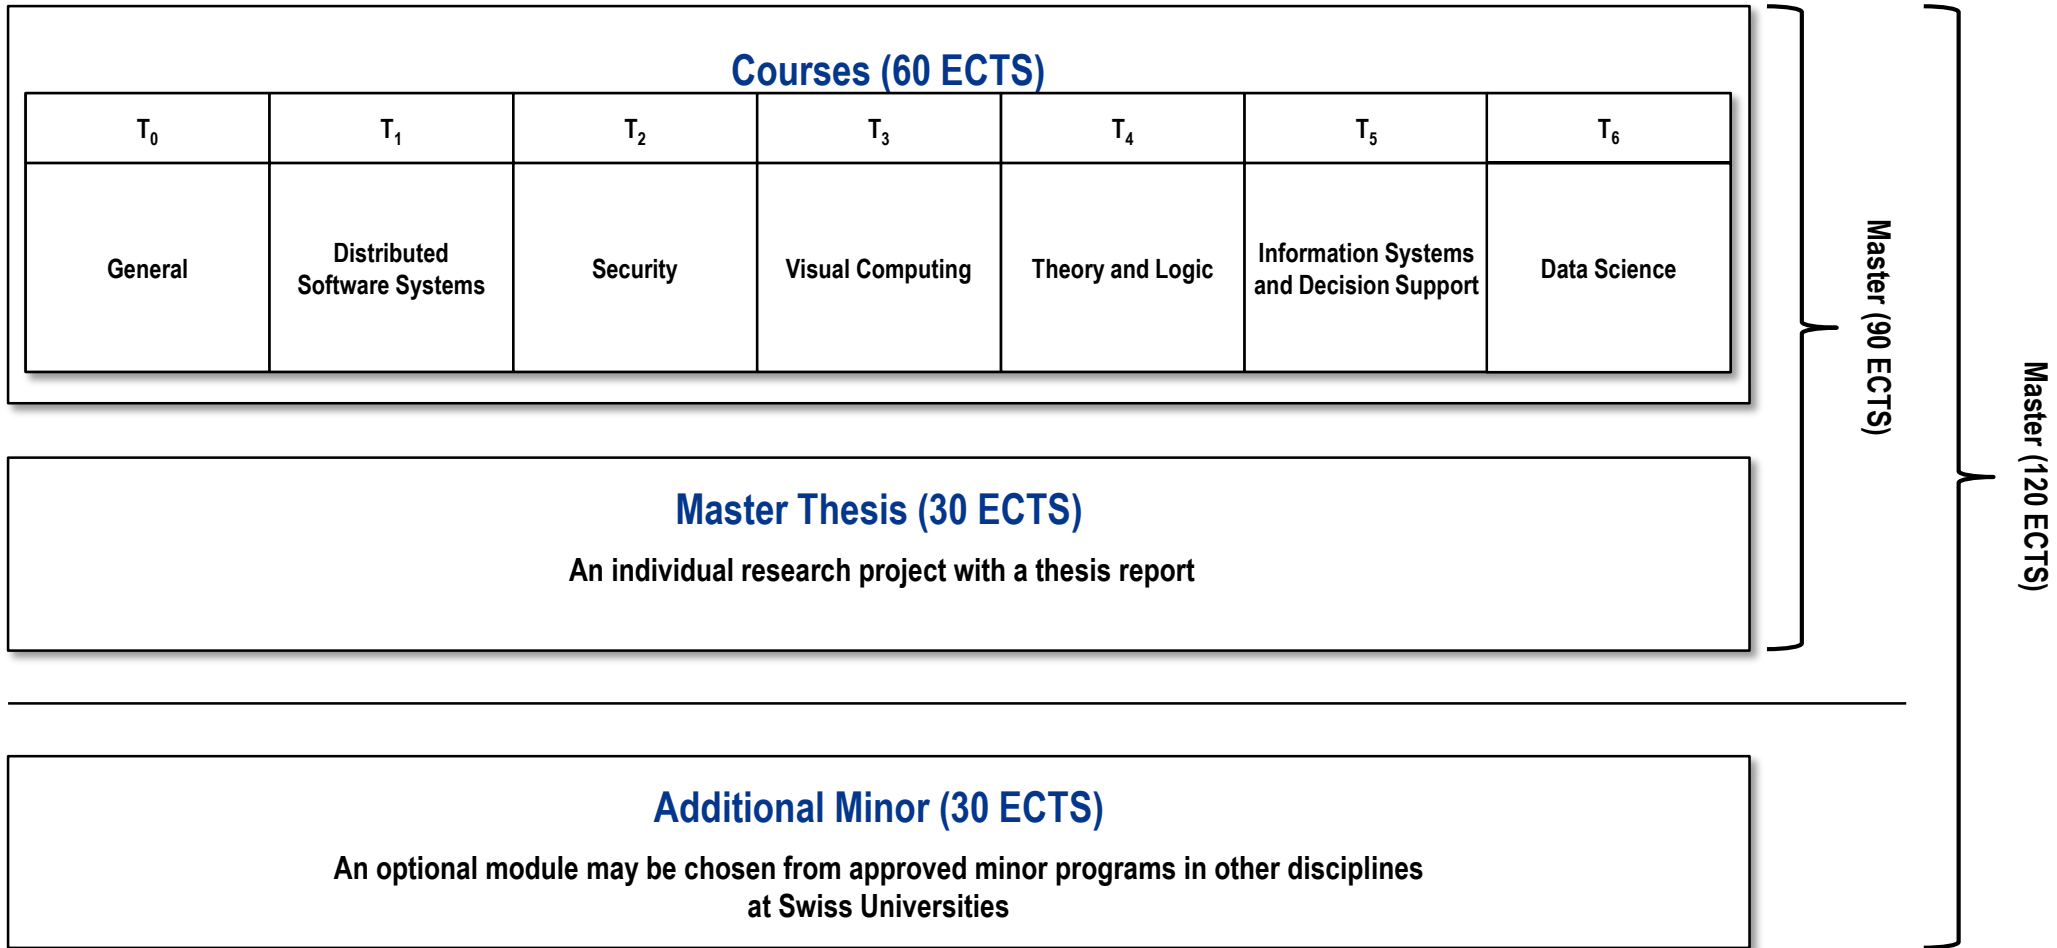 Courses (60 ECTS)
T0
T1
T2
T3
T4
T5
T6
General
Distributed
Software Systems
Security
Visual Computing
Theory and Logic
Information Systems
and Decision Support
Data Science
Master (90 ECTS)
Master (120 ECTS)
Master Thesis (30 ECTS)
An individual research project with a thesis report
Additional Minor (30 ECTS)
An optional module may be chosen from approved minor programs in other disciplines
at Swiss Universities